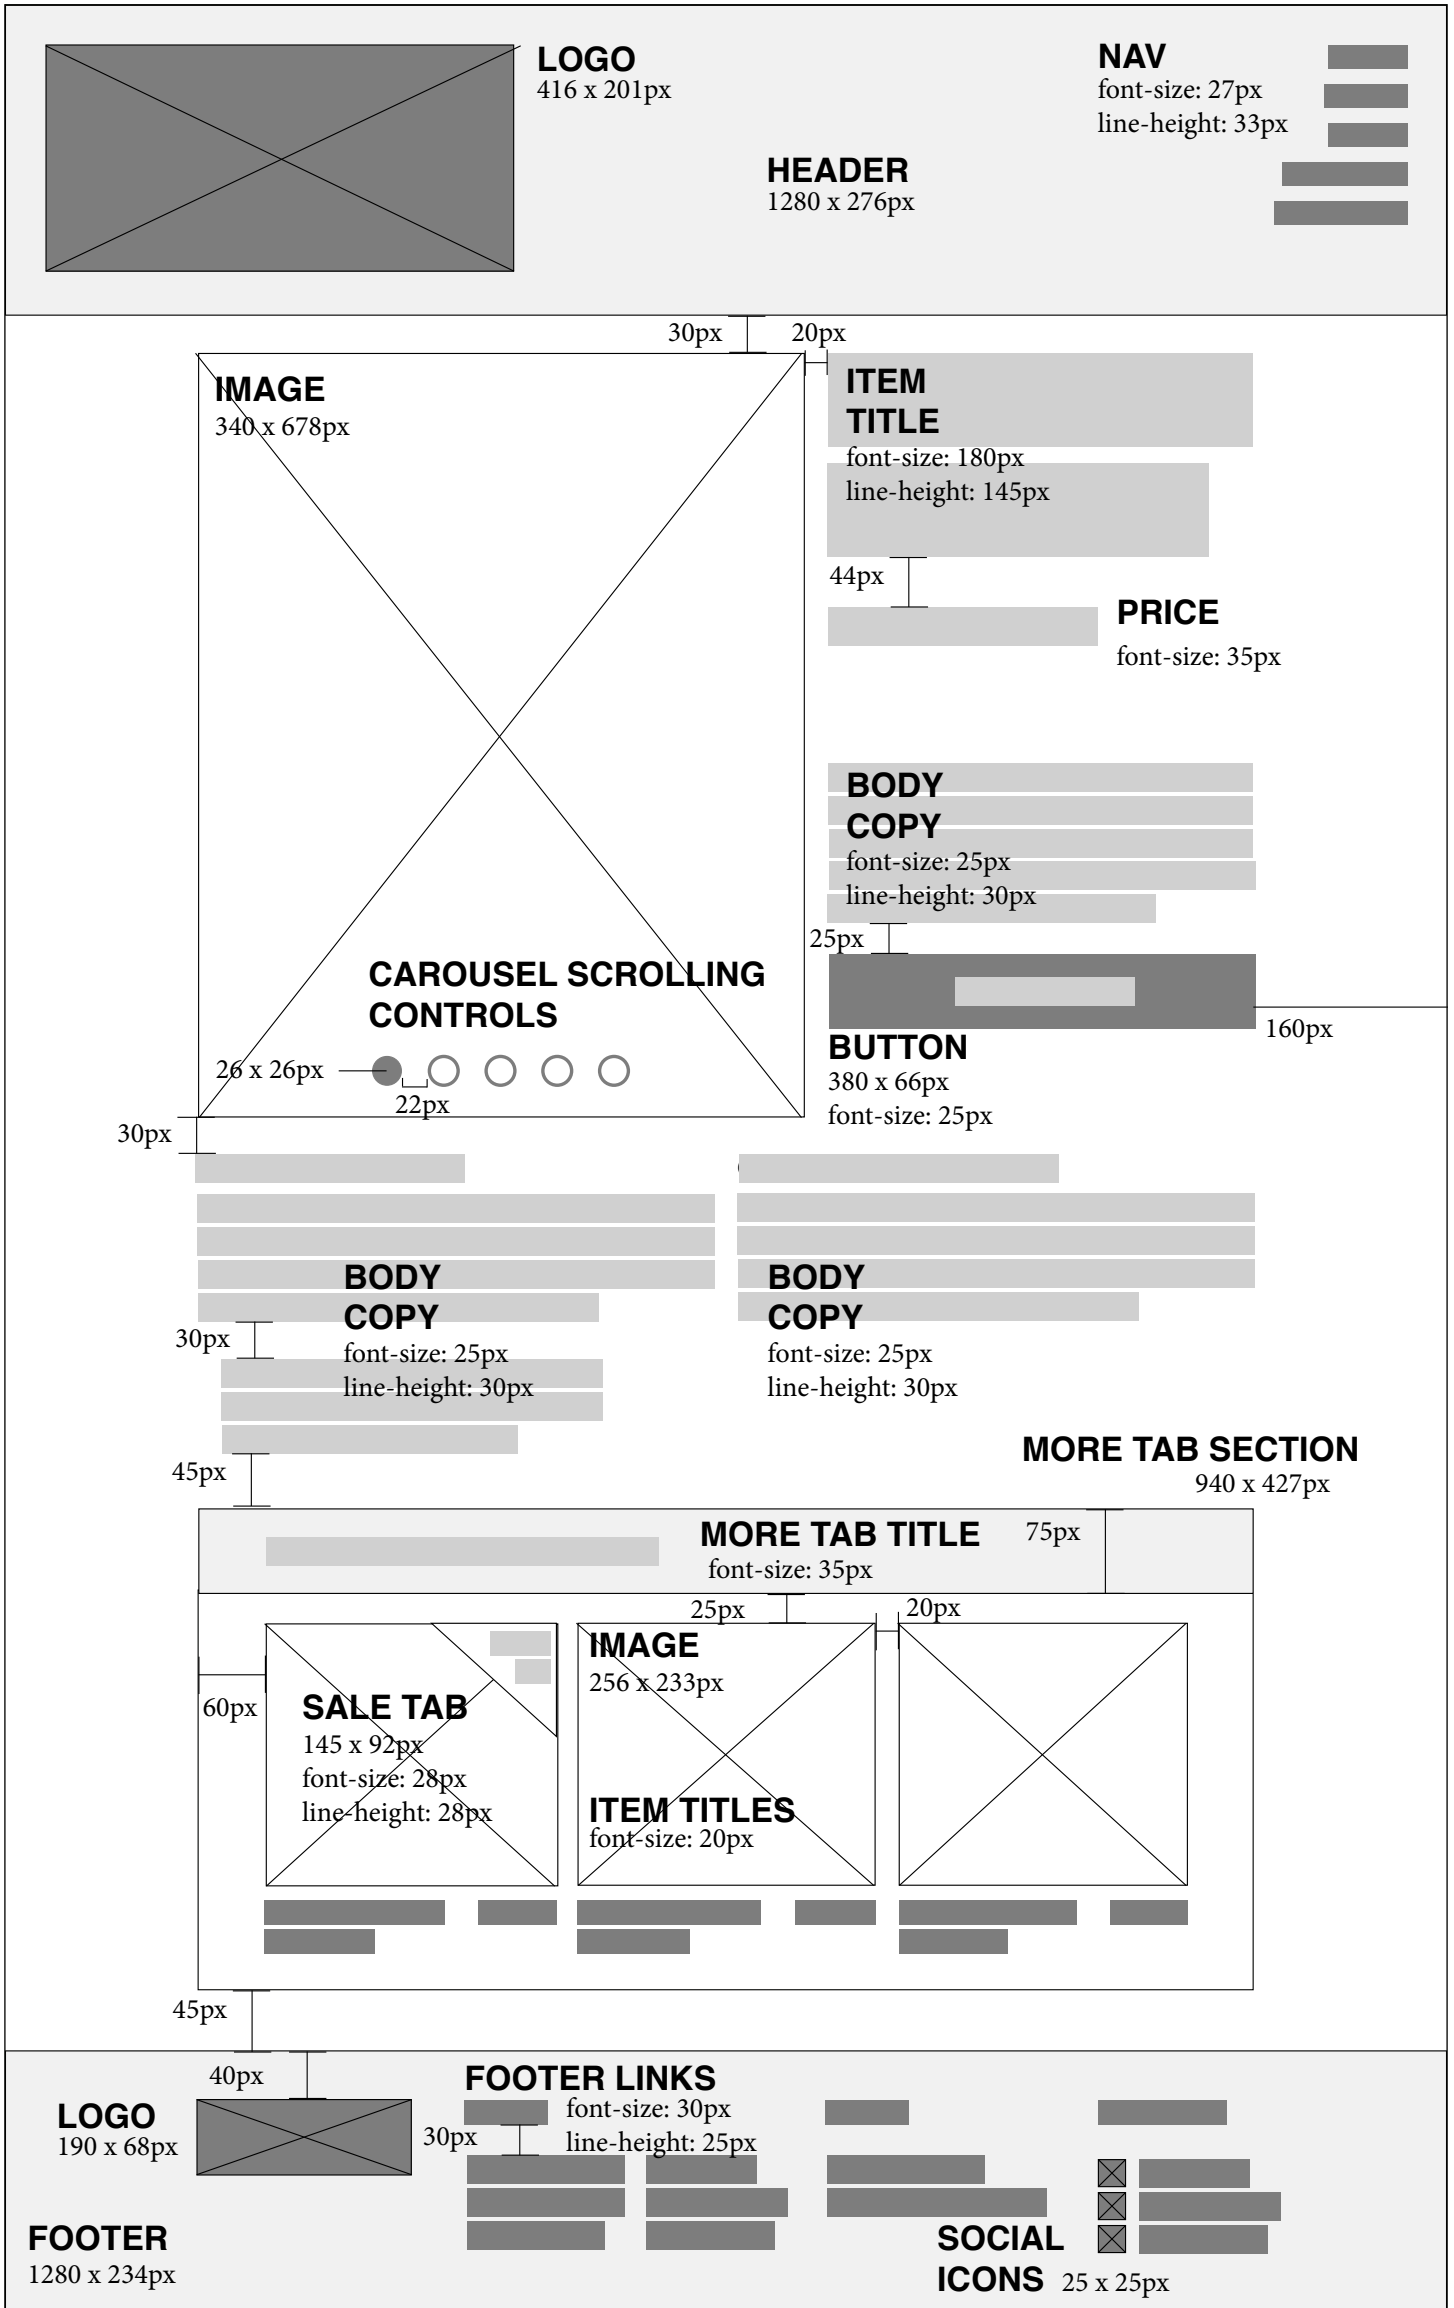 LOGO
416 x 201px
NAV
font-size: 27px
line-height: 33px
HEADER
1280 x 276px
30px
20px
IMAGE
340 x 678px
ITEM
TITLE
font-size: 180px
line-height: 145px
44px
PRICE
font-size: 35px
BODY
COPY
font-size: 25px
line-height: 30px
25px
CAROUSEL SCROLLING
CONTROLS
26 x 26px
22px
160px
BUTTON
380 x 66px
font-size: 25px
30px
BODY
COPY
font-size: 25px
line-height: 30px
BODY
COPY
font-size: 25px
line-height: 30px
30px
45px
MORE TAB SECTION
940 x 427px
MORE TAB TITLE
font-size: 35px
75px
25px
20px
60px
SALE TAB
145 x 92px
font-size: 28px
line-height: 28px
IMAGE
256 x 233px
ITEM TITLES
font-size: 20px
45px
40px
LOGO
190 x 68px
FOOTER LINKS
font-size: 30px
line-height: 25px
30px
FOOTER
1280 x 234px
SOCIAL
ICONS 25 x 25px